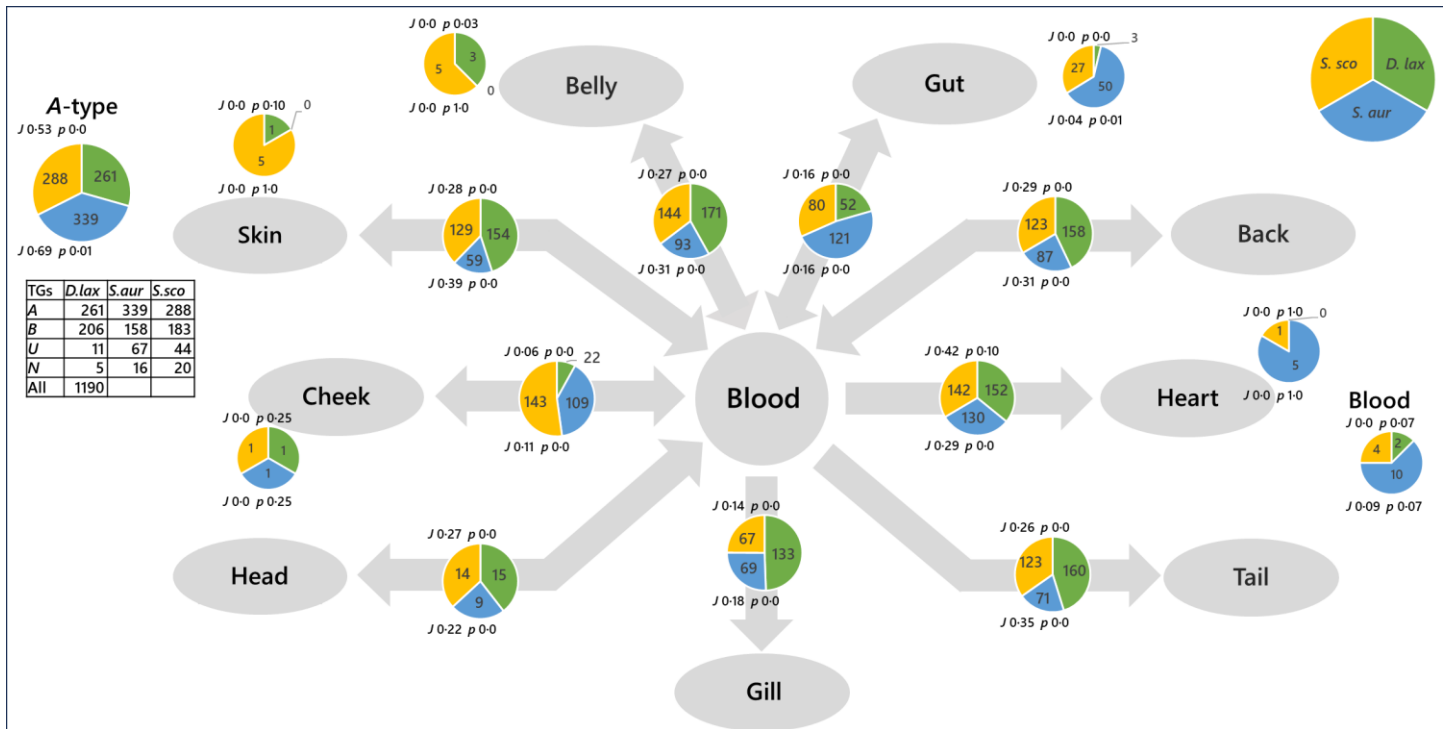 J 0·0 p 0·03
3
5
0
J 0·0 p 1·0
Belly
Gut
J 0·0 p 0·0
3
27
50
J 0·04 p 0·01
S. sco
D. lax
S. aur
A-type
J 0·53 p 0·0
288
261
339
J 0·69 p 0·01
J 0·0 p 0·10
0
1
5
J 0·0 p 1·0
Skin
J 0·28 p 0·0
129
154
59
J 0·39 p 0·0
J 0·27 p 0·0
144
171
93
J 0·31 p 0·0
J 0·16 p 0·0
80
52
121
J 0·16 p 0·0
J 0·29 p 0·0
123
158
87
J 0·31 p 0·0
Back
TGs D.lax S.aur S.sco
A 261 339 288
B 206 158 183
U 11 67 44
N 5 16 20
All 1190
Cheek
J 0·0 p 0·25
1
1
1
J 0·0 p 0·25
J 0·06 p 0·0
22
143
109
J 0·11 p 0·0
Blood
J 0·42 p 0·10
142
152
130
J 0·29 p 0·0
Heart
J 0·0 p 1·0
0
1
5
J 0·0 p 1·0
Blood
J 0·0 p 0·07
4
2
10
J 0·09 p 0·07
Head
J 0·27 p 0·0
14
15
9
J 0·22 p 0·0
J 0·14 p 0·0
67
133
69
J 0·18 p 0·0
J 0·26 p 0·0
123
160
71
J 0·35 p 0·0
Tail
Gill